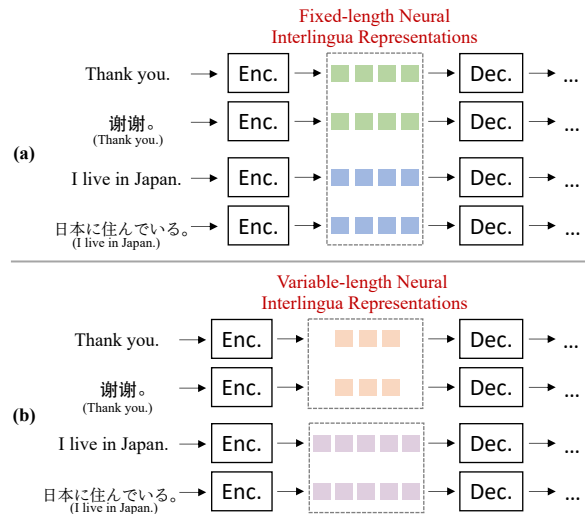 Fixed-length Neural
Interlingua Representations
Thank you. Enc. Dec. ...
谢谢。 Enc. Dec. ...
(Thank you.)
(a)
I live in Japan. Enc. Dec. ...
日本に住んでいる。 Enc. Dec. ...
(I live in Japan.)
Variable-length Neural
Interlingua Representations
Thank you. Enc. Dec. ...
谢谢。 Enc. Dec. ...
(Thank you.)
(b)
I live in Japan. Enc. Dec. ...
日本に住んでいる。 Enc. Dec. ...
(I live in Japan.)